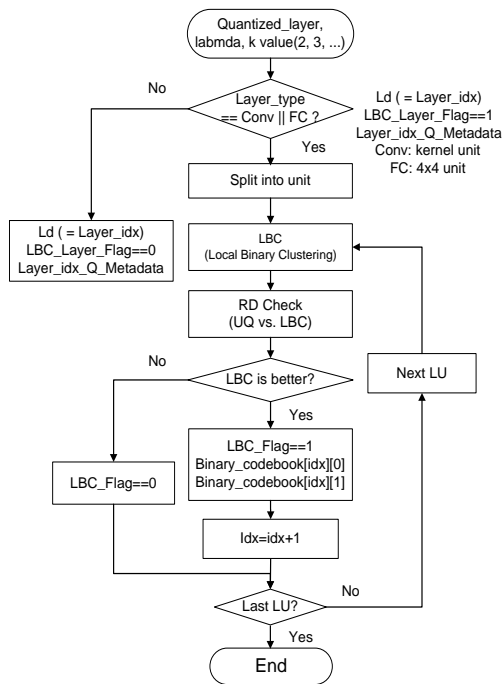 Quantized_layer,
labmda, k value(2, 3, ...)
No
Layer_type
== Conv || FC ?
Ld ( = Layer_idx)
LBC_Layer_Flag==1
Layer_idx_Q_Metadata
Conv: kernel unit
FC: 4x4 unit
Yes
Split into unit
Ld ( = Layer_idx)
LBC_Layer_Flag==0
Layer_idx_Q_Metadata
LBC
(Local Binary Clustering)
RD Check
(UQ vs. LBC)
No
LBC is better?
Next LU
Yes
LBC_Flag==1
Binary_codebook[idx][0]
Binary_codebook[idx][1]
LBC_Flag==0
Idx=idx+1
Last LU?
No
Yes
End